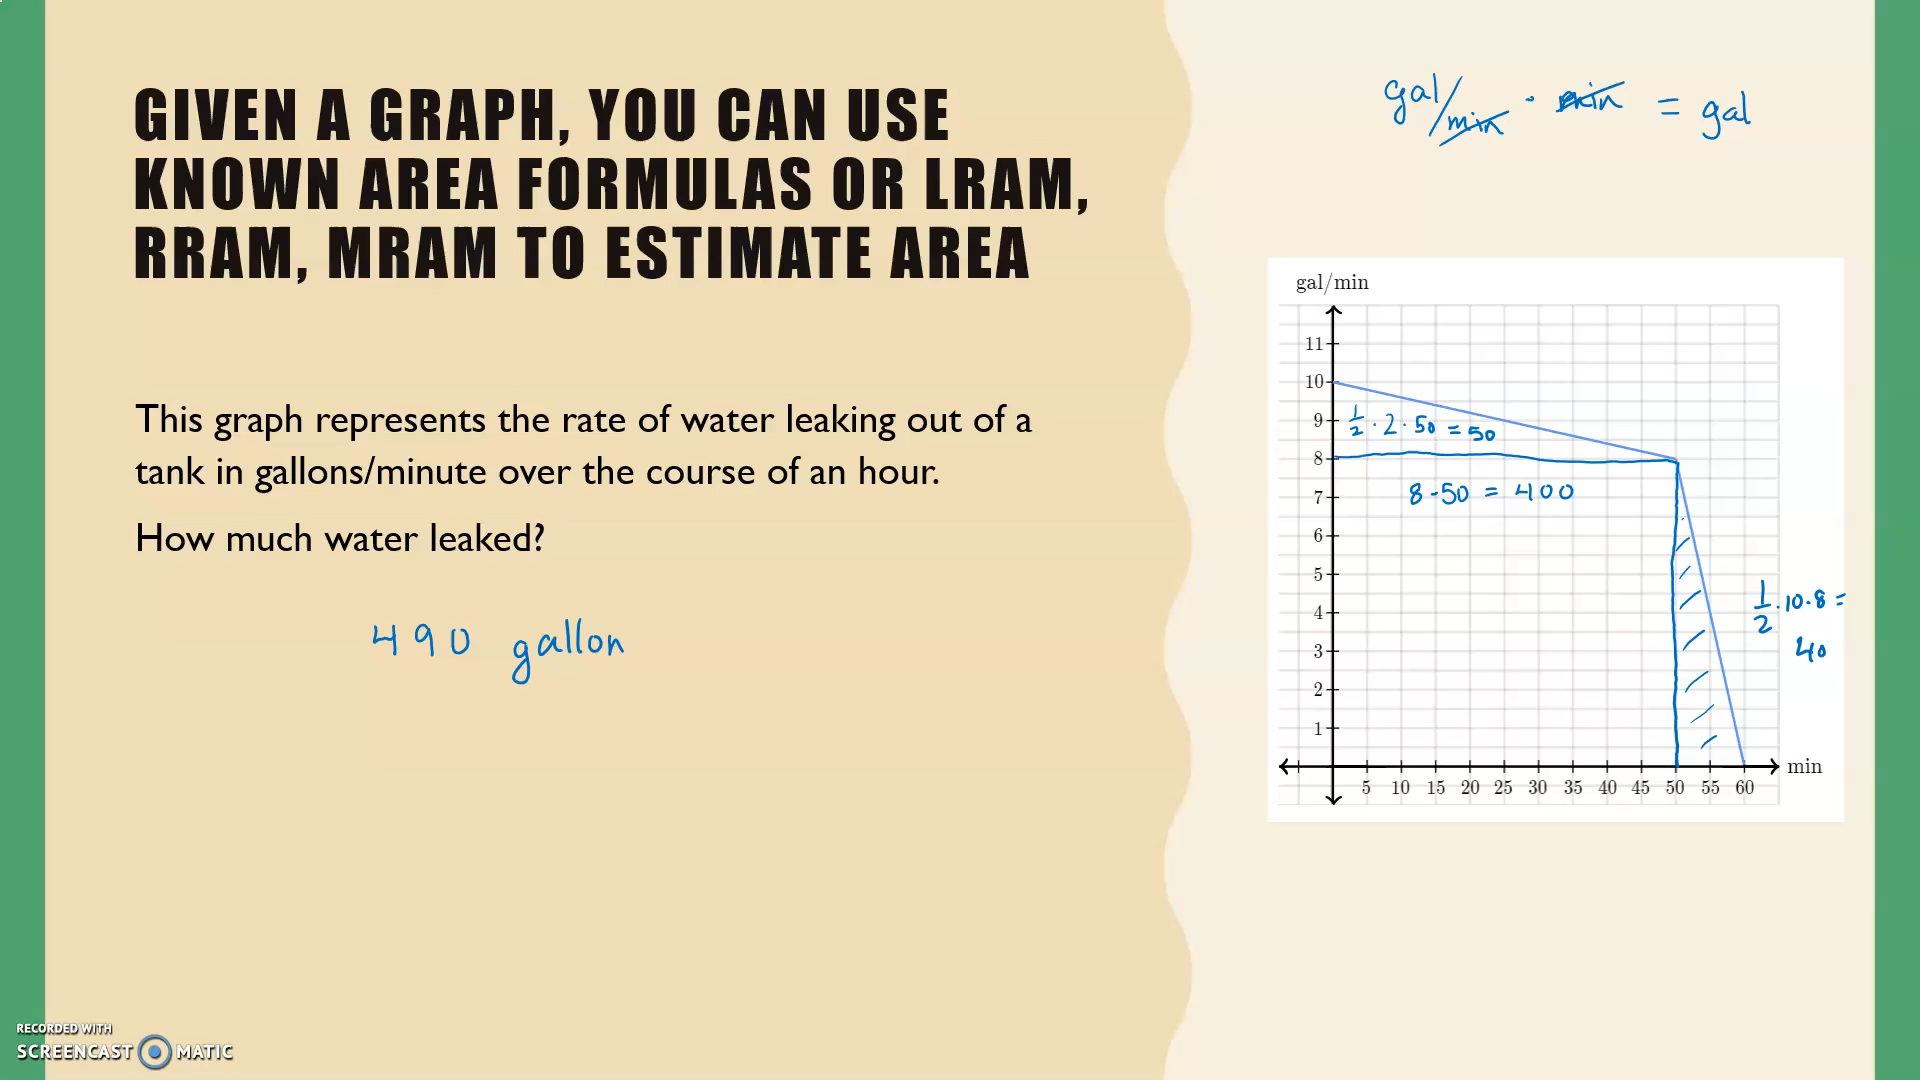 GIVEN A GRAPH, YOU CAN USE
KNOWN AREA FORMULAS OR LRAM,
RRAM, MRAM TO ESTIMATE AREA
This graph represents the rate of water leaking out of a
tank in gallons/minute over the course of an hour.
How much water leaked?
490 gallon
gal/min · min = gal
gal/min
11
10
9
8
7
6
5
4
3
2
1
1/2 · 2 · 50 = 50
8 · 50 = 400
1/2 · 10 · 8 =
40
5 10 15 20 25 30 35 40 45 50 55 60
min
RECORDED WITH
SCREENCAST MATIC